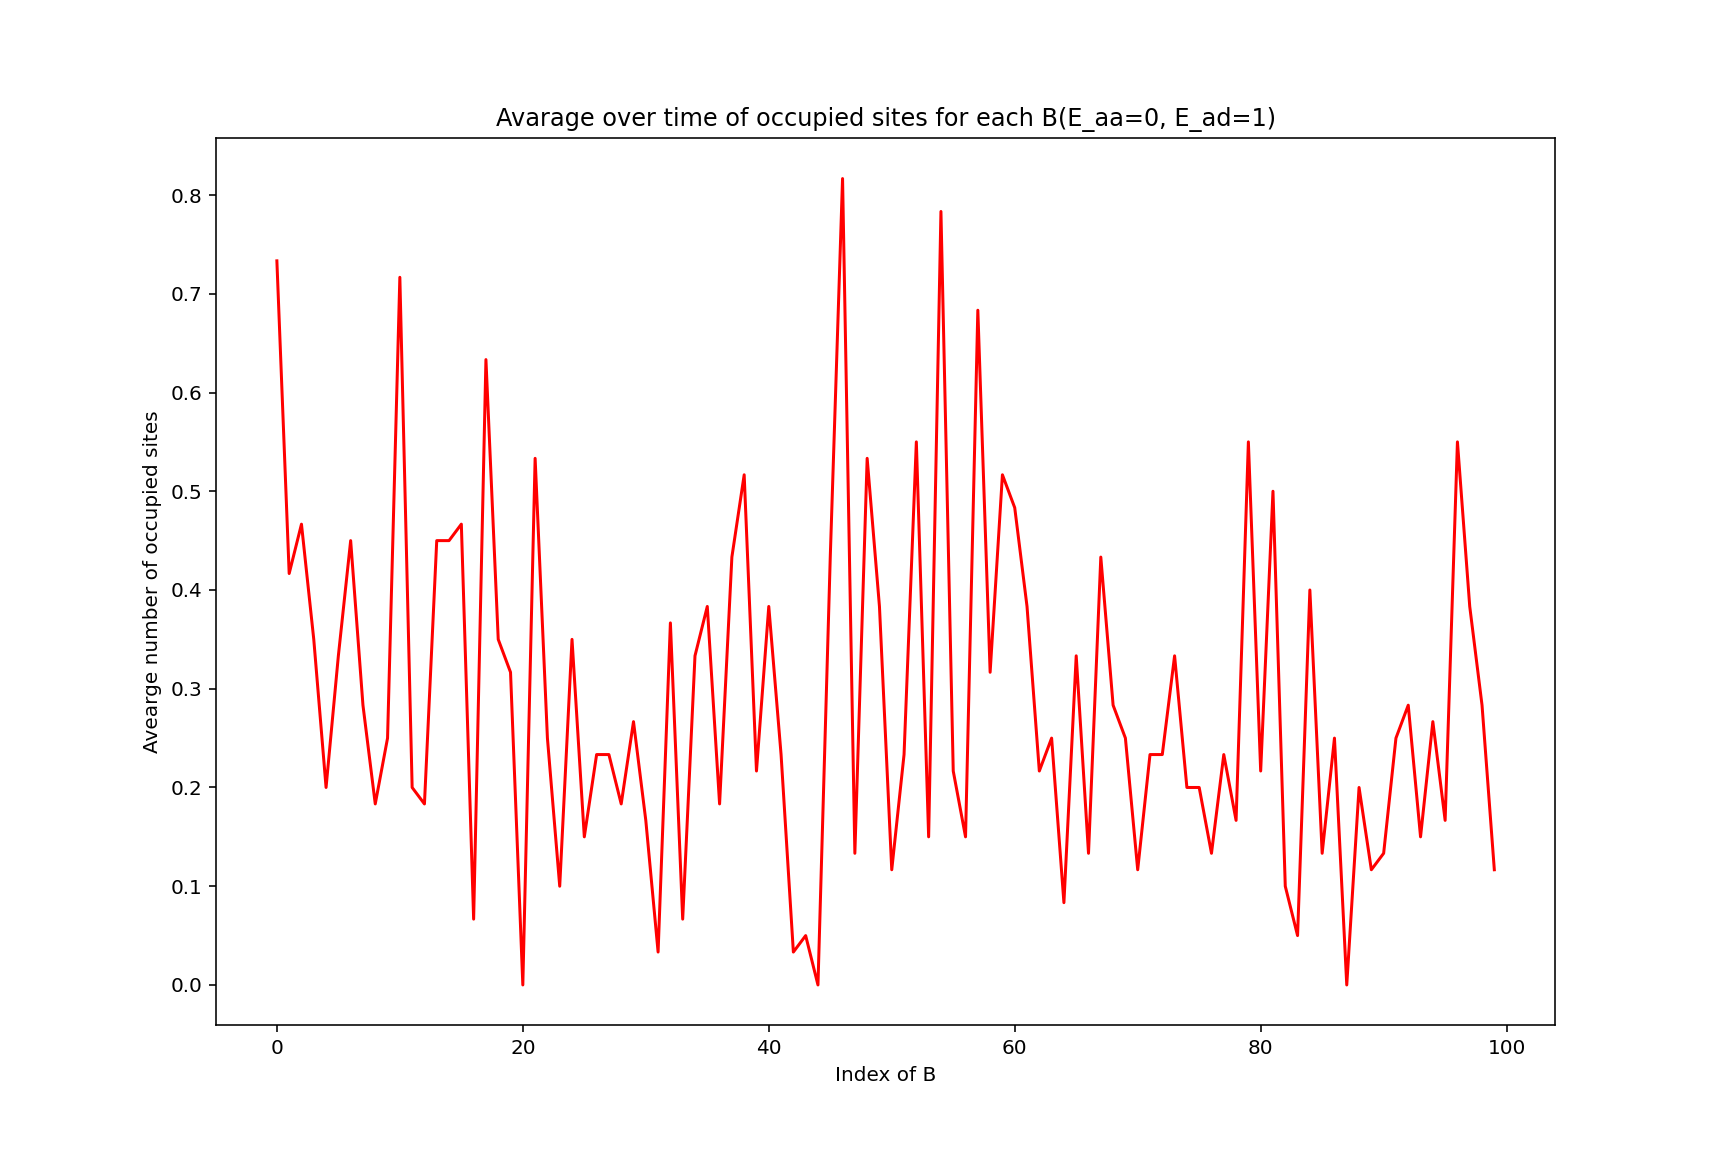 Avarage over time of occupied sites for each B(E_aa=0, E_ad=1)
0.8
0.7
0.6
0.5
0.4
0.3
0.2
0.1
0.0
Avearge number of occupied sites
0 20 40 60 80 100
Index of B